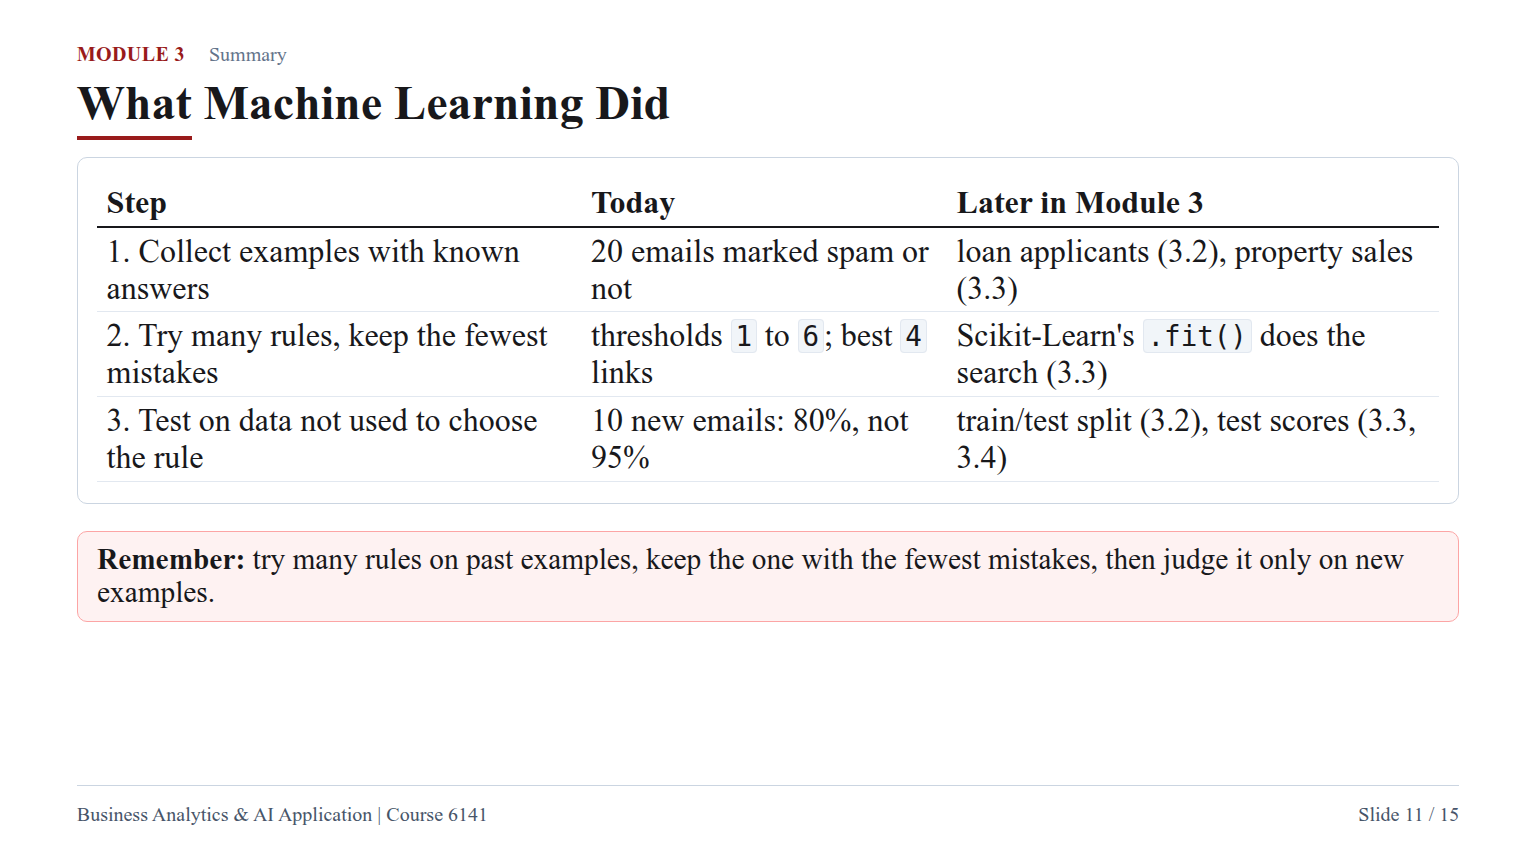 MODULE 3 Summary
What Machine Learning Did
Step Today Later in Module 3
1. Collect examples with known answers
20 emails marked spam or not
loan applicants (3.2), property sales (3.3)
2. Try many rules, keep the fewest mistakes
thresholds 1 to 6; best 4 links
Scikit-Learn's .fit() does the search (3.3)
3. Test on data not used to choose the rule
10 new emails: 80%, not 95%
train/test split (3.2), test scores (3.3, 3.4)
Remember: try many rules on past examples, keep the one with the fewest mistakes, then judge it only on new
examples.
Business Analytics & AI Application | Course 6141
Slide 11 / 15